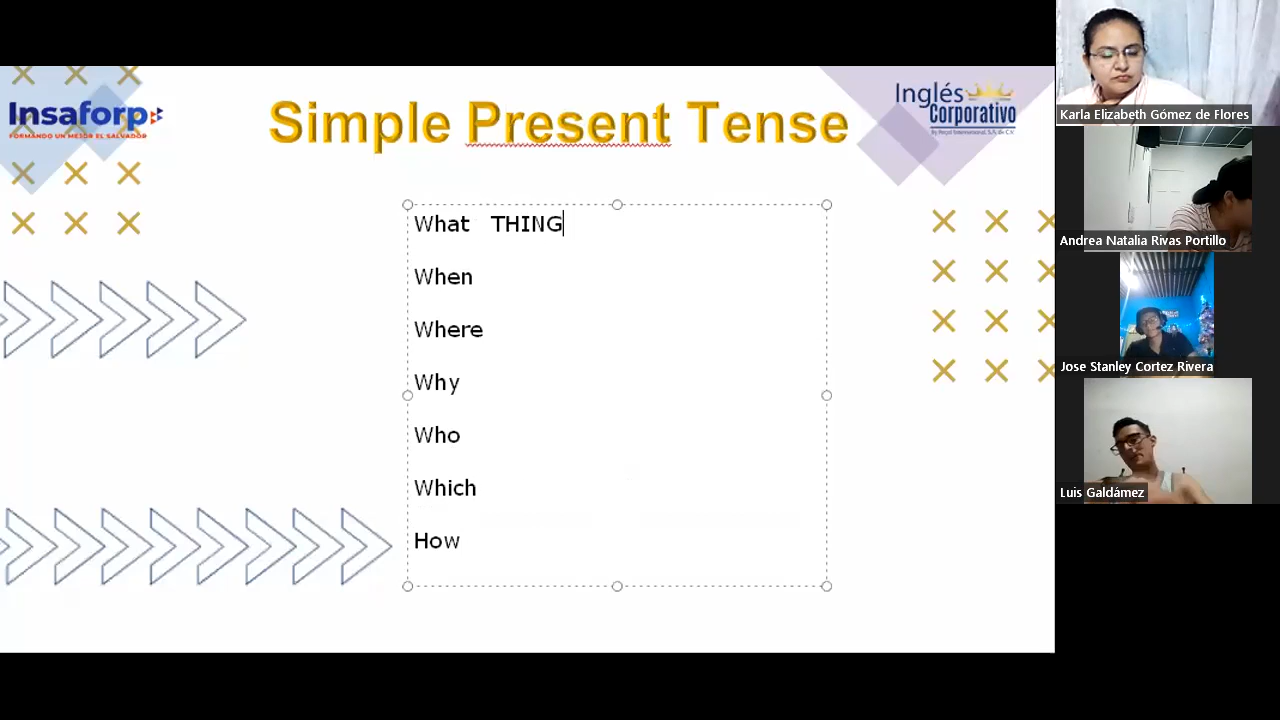 Insaforp
FORMANDO UN MEJOR EL SALVADOR
Simple Present Tense
Inglés
Corporativo
What THING
When
Where
Why
Who
Which
How
Karla Elizabeth Gómez de Flores
Andrea Natalia Rivas Portillo
Jose Stanley Cortez Rivera
Luis Galdámez